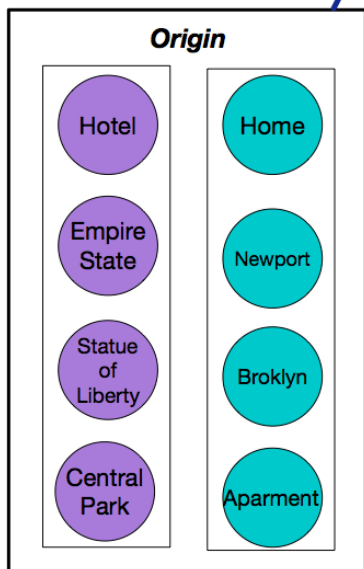 Origin
Hotel
Empire
State
Statue
of
Liberty
Central
Park
Home
Newport
Broklyn
Aparment